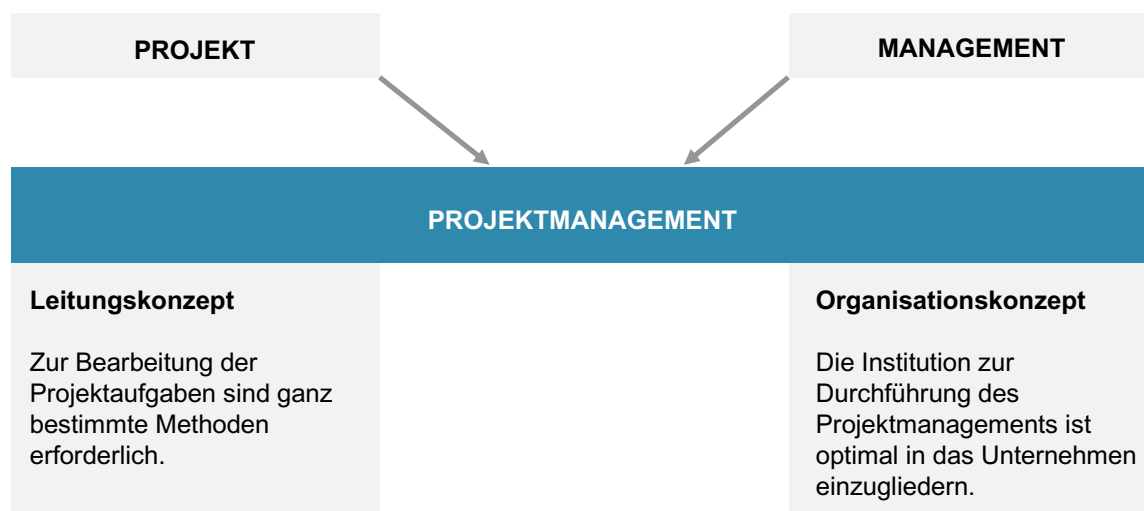 PROJEKT
MANAGEMENT
PROJEKTMANAGEMENT
Leitungskonzept
Zur Bearbeitung der
Projektaufgaben sind ganz
bestimmte Methoden
erforderlich.
Organisationskonzept
Die Institution zur
Durchführung des
Projektmanagements ist
optimal in das Unternehmen
einzugliedern.